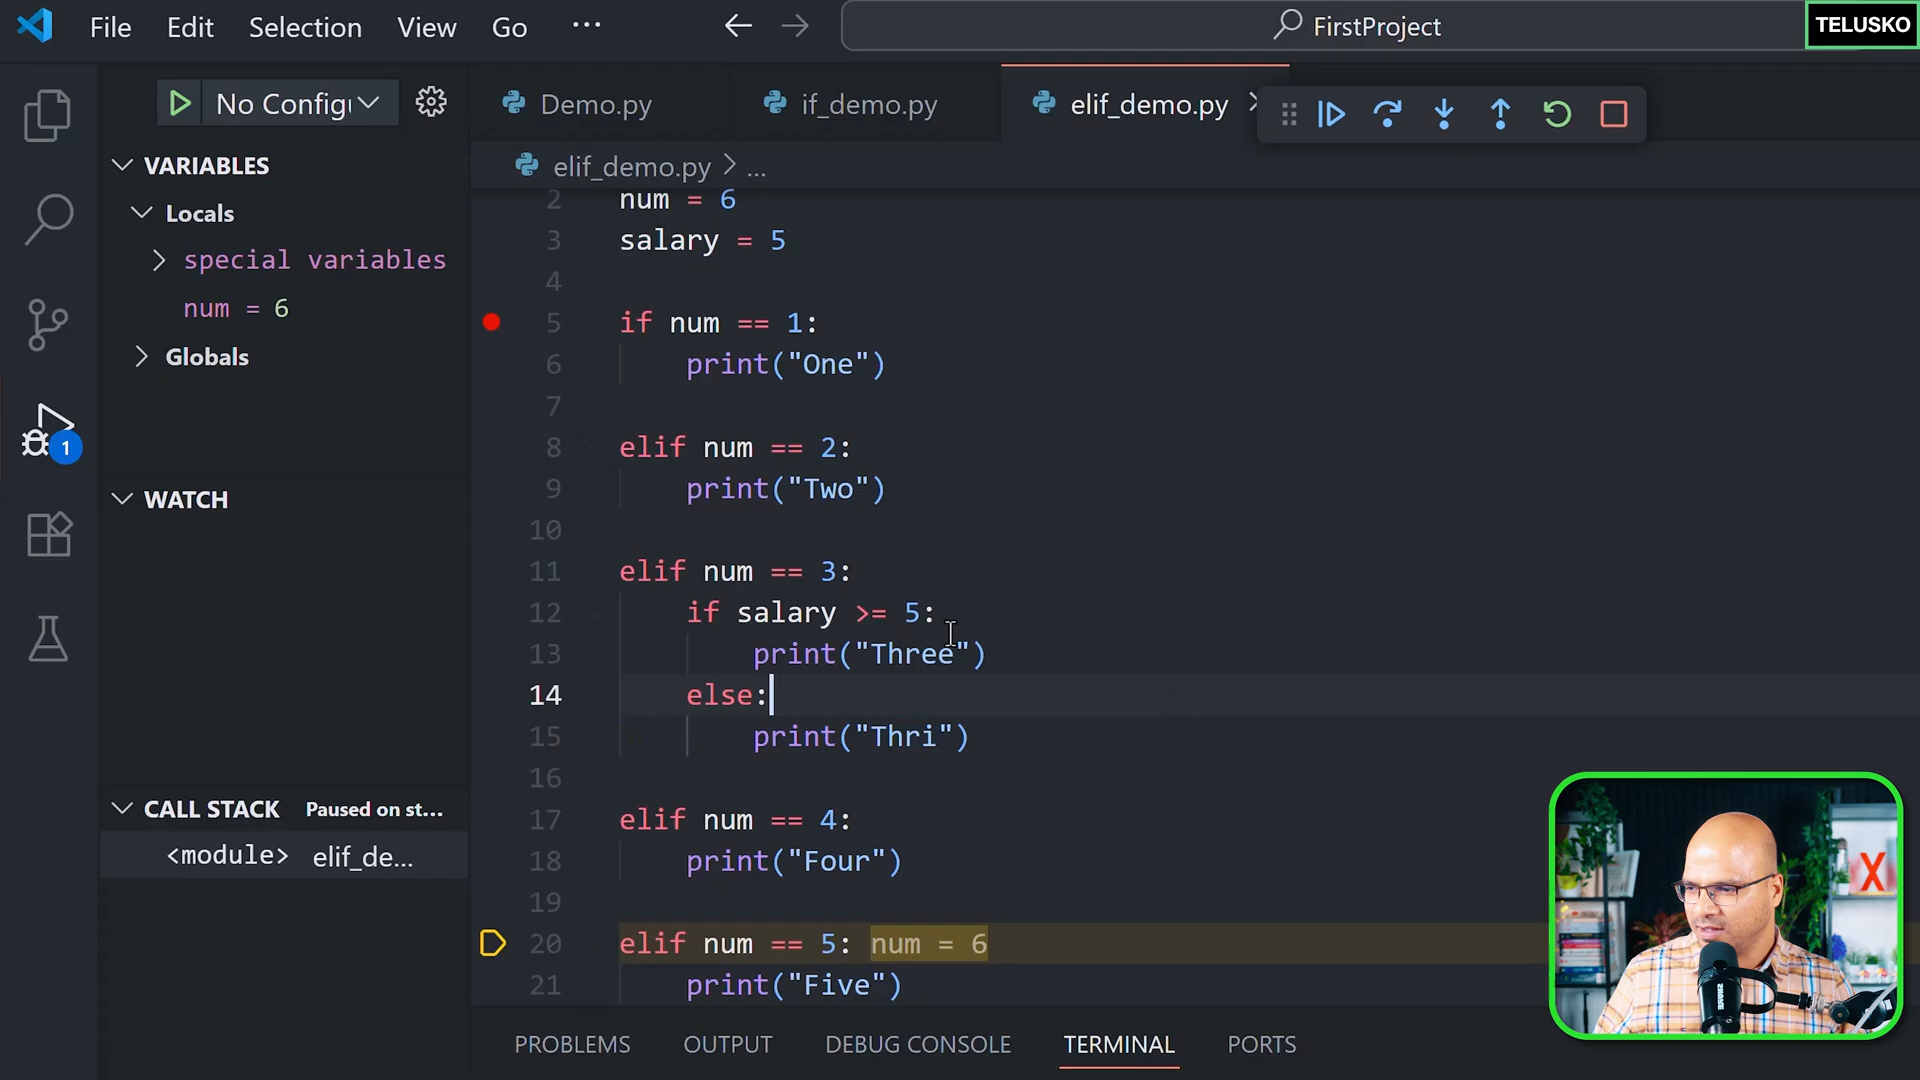 File Edit Selection View Go ... FirstProject
TELUSKO
No Config
Demo.py if_demo.py elif_demo.py
VARIABLES
elif_demo.py > ...
Locals
special variables
num = 6
Globals
WATCH
CALL STACK Paused on st...
<module> elif_de...
1
2 num = 6
3 salary = 5
4
5 if num == 1:
6 print("One")
7
8 elif num == 2:
9 print("Two")
10
11 elif num == 3:
12 if salary >= 5:
13 print("Three")
14 else:
15 print("Thri")
16
17 elif num == 4:
18 print("Four")
19
20 elif num == 5: num = 6
21 print("Five")
X
PROBLEMS OUTPUT DEBUG CONSOLE TERMINAL PORTS